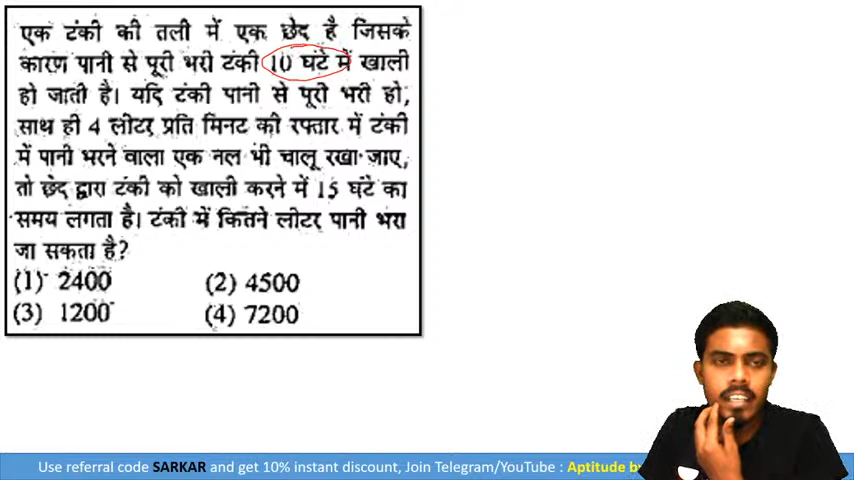 एक टंकी की तली में एक छेद है जिसके
कारण पानी से पूरी भरी टंकी 10 घंटे में खाली
हो जाती है। यदि टंकी पानी से पूरी भरी हो,
साथ ही 4 लीटर प्रति मिनट की रफ्तार में टंकी
में पानी भरने वाला एक नल भी चालू रखा जाए,
तो छेद द्वारा टंकी को खाली करने में 15 घंटे का
समय लगता है। टंकी में कितने लीटर पानी भरा
जा सकता है?
(1) 2400 (2) 4500
(3) 1200 (4) 7200
Use referral code SARKAR and get 10% instant discount, Join Telegram/YouTube : Aptitude b